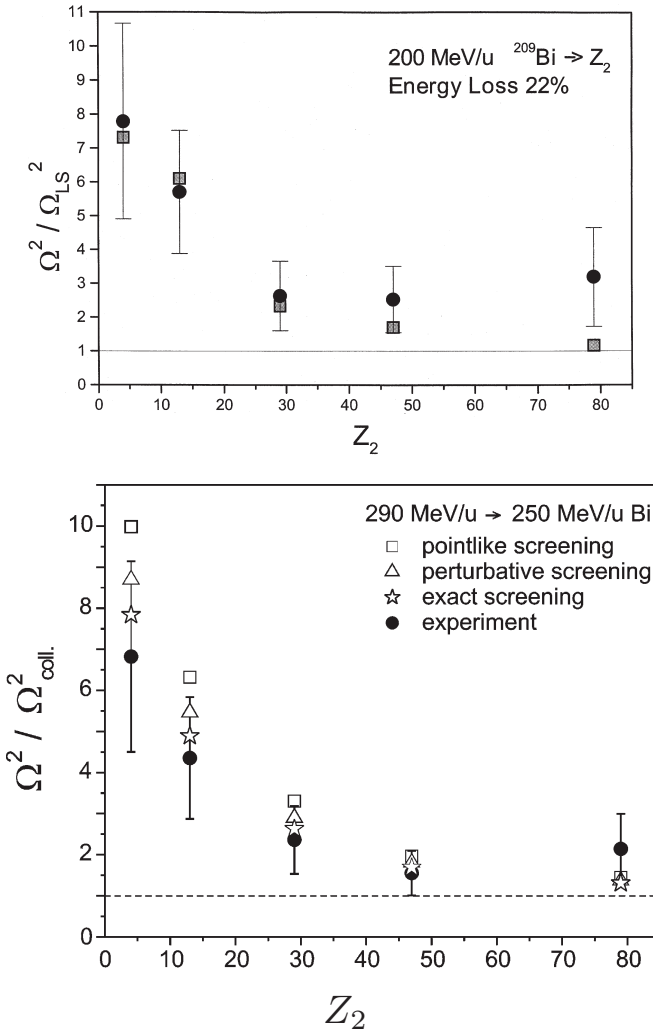 200 MeV/u ²⁰⁹Bi → Z₂
Energy Loss 22%
Ω² / Ω_LS²
11
10
9
8
7
6
5
4
3
2
1
0
0 10 20 30 40 50 60 70 80
Z₂
290 MeV/u → 250 MeV/u Bi
pointlike screening
perturbative screening
exact screening
experiment
Ω² / Ω²coll.
10
8
6
4
2
0
0 10 20 30 40 50 60 70 80
Z₂